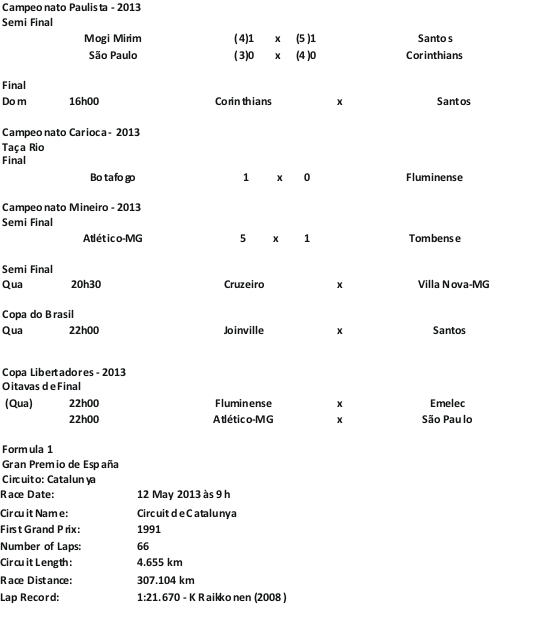 Campeonato Paulista - 2013
Semi Final
Mogi Mirim (4)1 x (5)1 Santos
São Paulo (3)0 x (4)0 Corinthians
Final
Dom 16h00 Corinthians x Santos
Campeonato Carioca - 2013
Taça Rio
Final
Botafogo 1 x 0 Fluminense
Campeonato Mineiro - 2013
Semi Final
Atlético-MG 5 x 1 Tombense
Semi Final
Qua 20h30 Cruzeiro x Villa Nova-MG
Copa do Brasil
Qua 22h00 Joinville x Santos
Copa Libertadores - 2013
Oitavas de Final
(Qua) 22h00 Fluminense x Emelec
22h00 Atlético-MG x São Paulo
Formula 1
Gran Premio de España
Circuito: Catalunya
Race Date: 12 May 2013 às 9 h
Circuit Name: Circuit de Catalunya
First Grand Prix: 1991
Number of Laps: 66
Circuit Length: 4.655 km
Race Distance: 307.104 km
Lap Record: 1:21.670 - K Raikkonen (2008)